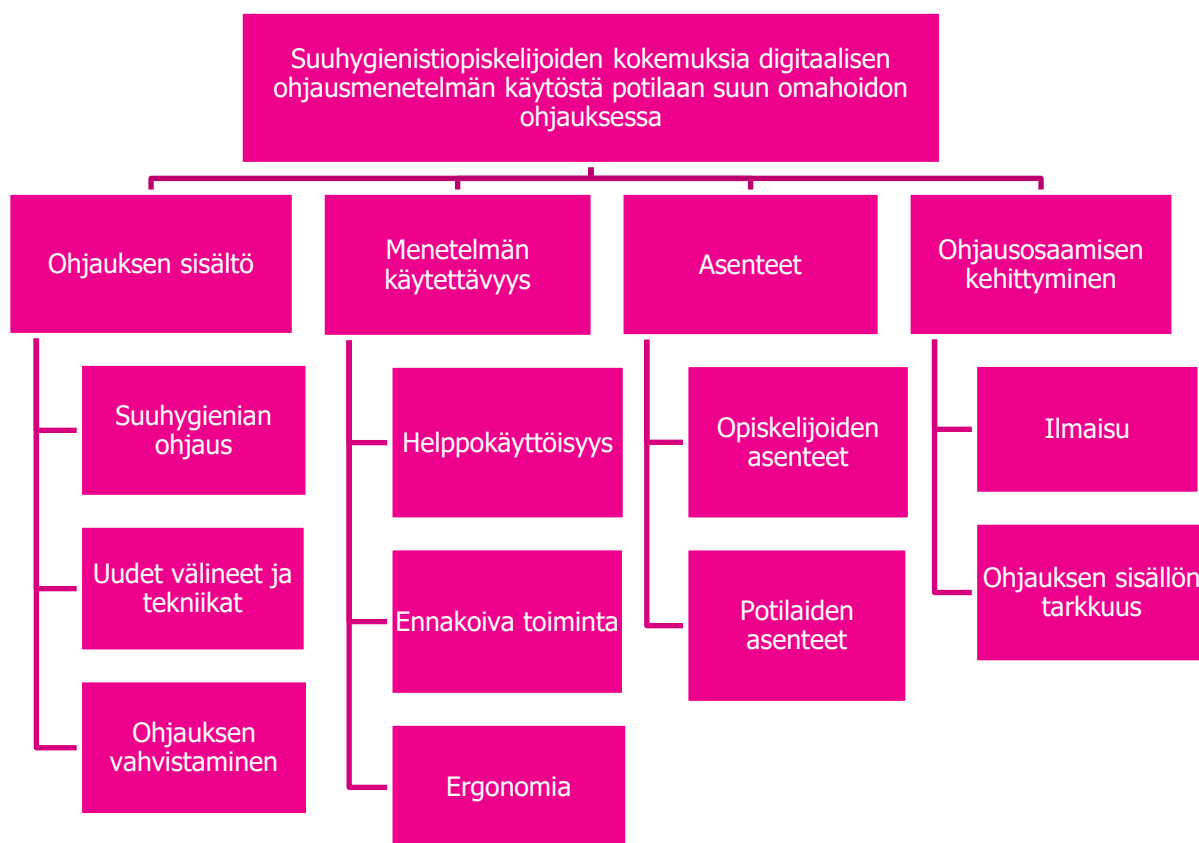 Suuhygienistiopiskelijoiden kokemuksia digitaalisen
ohjausmenetelmän käytöstä potilaan suun omahoidon
ohjauksessa
Ohjauksen sisältö
Suuhygienian
ohjaus
Uudet välineet ja
tekniikat
Ohjauksen
vahvistaminen
Menetelmän
käytettävyys
Helppokäyttöisyys
Ennakoiva toiminta
Ergonomia
Asenteet
Opiskelijoiden
asenteet
Potilaiden
asenteet
Ohjausosaamisen
kehittyminen
Ilmaisu
Ohjauksen sisällön
tarkkuus